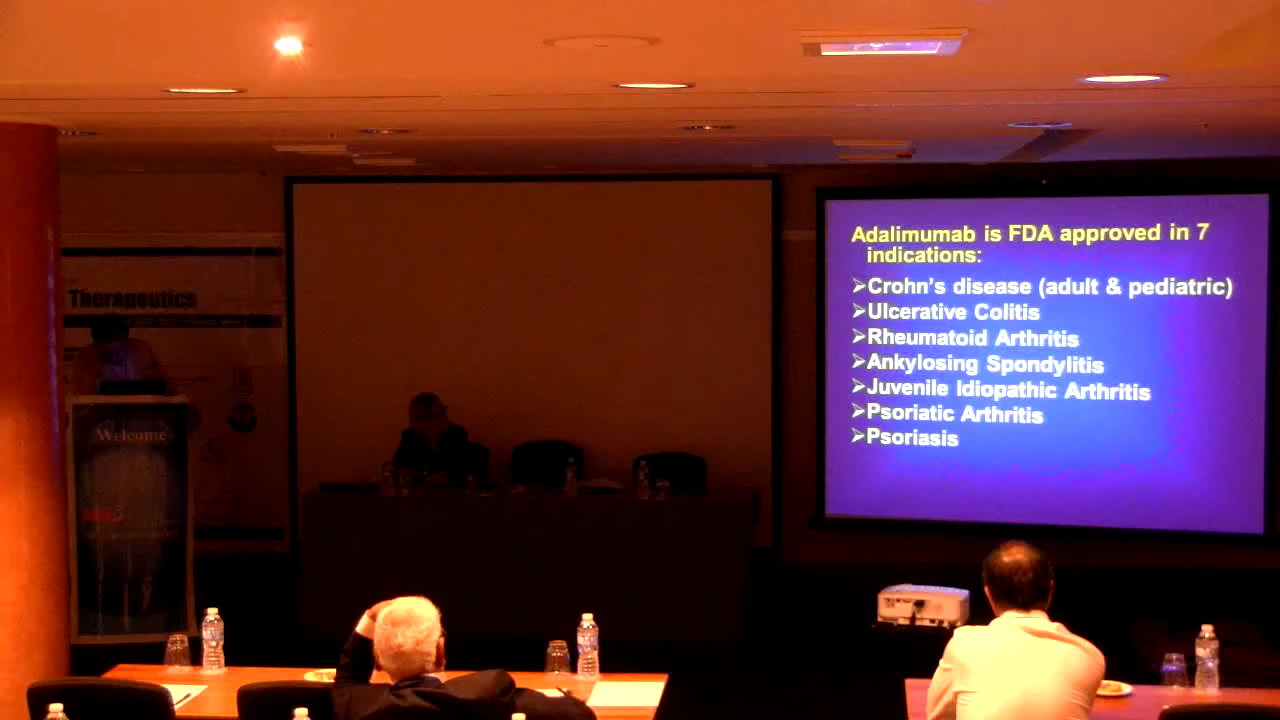 Therapeutics
Welcome
Adalimumab is FDA approved in 7
indications:
➢Crohn's disease (adult & pediatric)
➢Ulcerative Colitis
➢Rheumatoid Arthritis
➢Ankylosing Spondylitis
➢Juvenile Idiopathic Arthritis
➢Psoriatic Arthritis
➢Psoriasis